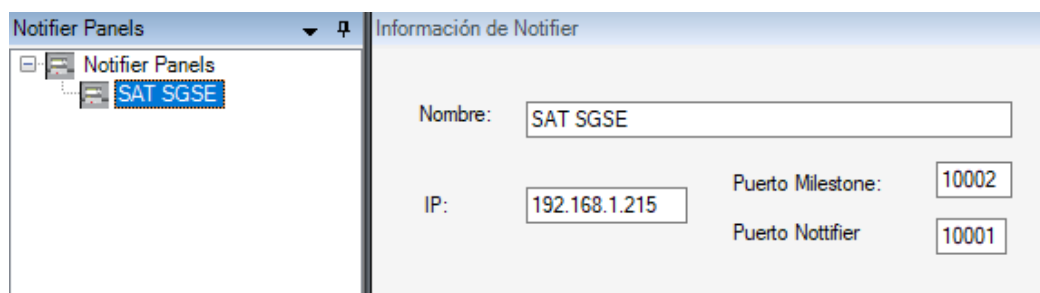 Notifier Panels
Notifier Panels
SAT SGSE
Información de Notifier
Nombre: SAT SGSE
IP: 192.168.1.215
Puerto Milestone: 10002
Puerto Nottifier 10001